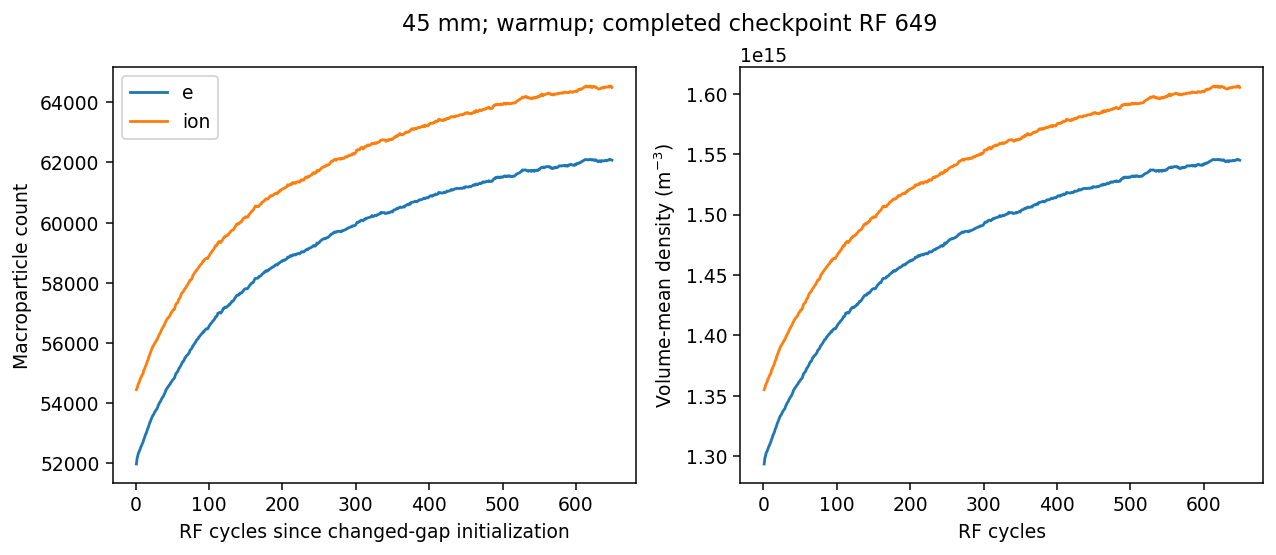 45 mm; warmup; completed checkpoint RF 649
Macroparticle count
64000
62000
60000
58000
56000
54000
52000
e
ion
0 100 200 300 400 500 600
RF cycles since changed-gap initialization
1e15
Volume-mean density (m⁻³)
1.60
1.55
1.50
1.45
1.40
1.35
1.30
0 100 200 300 400 500 600
RF cycles